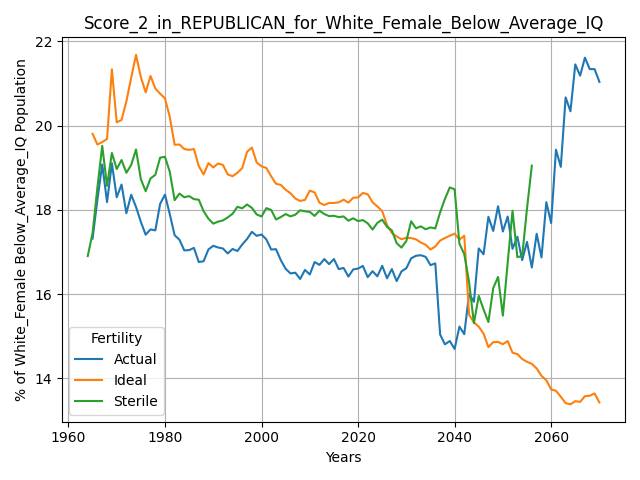 Score_2_in_REPUBLICAN_for_White_Female_Below_Average_IQ
% of White_Female Below_Average_IQ Population
22
20
18
16
14
Fertility
Actual
Ideal
Sterile
1960
1980
2000
2020
2040
2060
Years